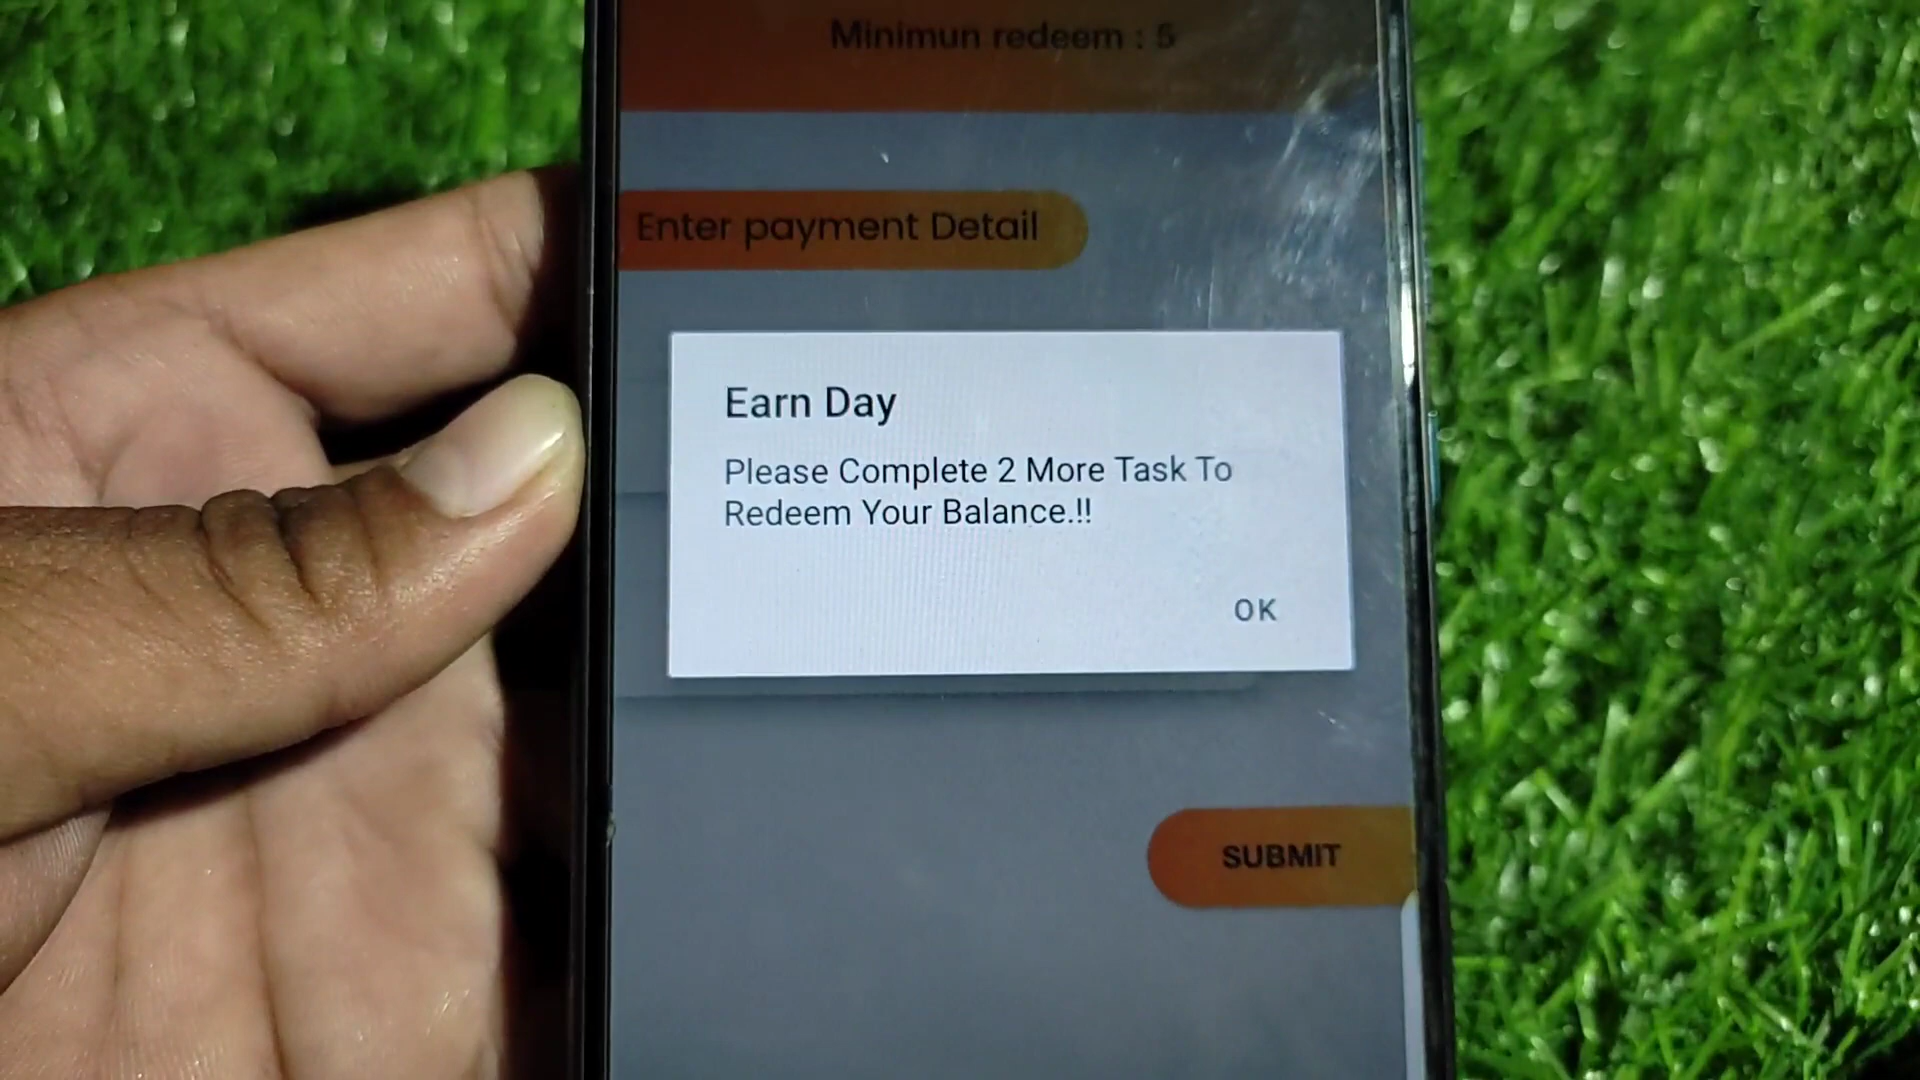 Minimun redeem : 5
Enter payment Detail
Earn Day
Please Complete 2 More Task To
Redeem Your Balance.!!
OK
SUBMIT